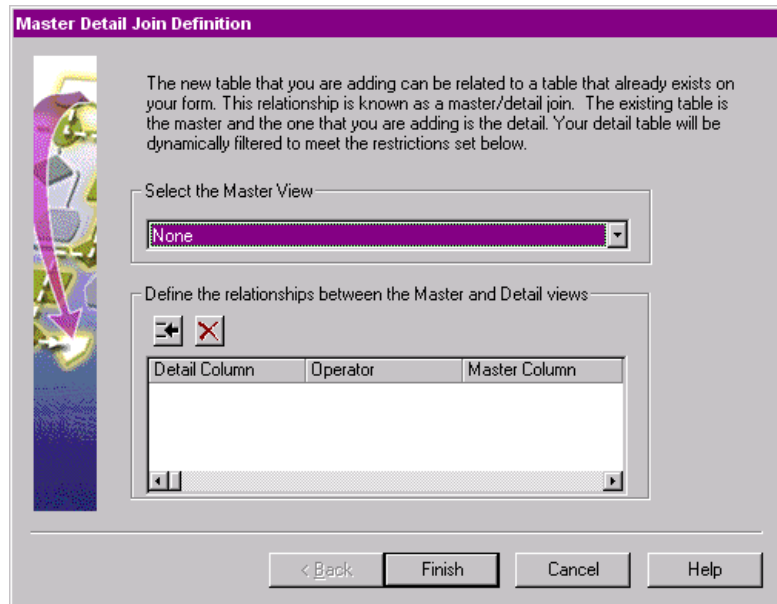 Master Detail Join Definition
The new table that you are adding can be related to a table that already exists on
your form. This relationship is known as a master/detail join. The existing table is
the master and the one that you are adding is the detail. Your detail table will be
dynamically filtered to meet the restrictions set below.
Select the Master View
None
Define the relationships between the Master and Detail views
Detail Column Operator Master Column
< Back Finish Cancel Help